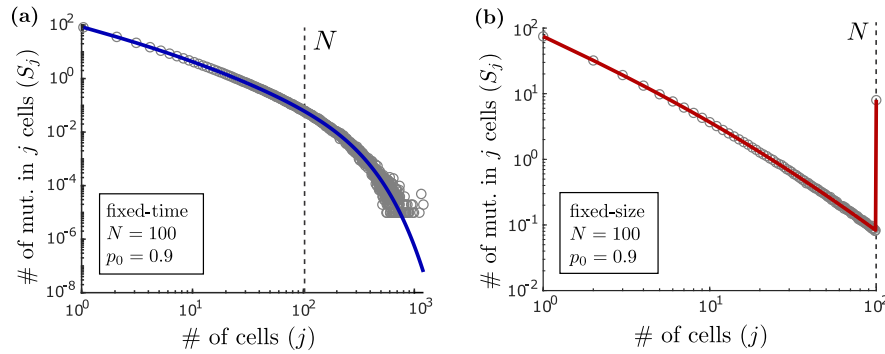 (a)
N
# of mut. in j cells (S_j)
10^2
10^0
10^-2
10^-4
10^-6
10^-8
fixed-time
N = 100
p_0 = 0.9
10^0
10^1
10^2
10^3
# of cells (j)
(b)
N
# of mut. in j cells (S_j)
10^2
10^1
10^0
10^-1
10^-2
fixed-size
N = 100
p_0 = 0.9
10^0
10^1
10^2
# of cells (j)